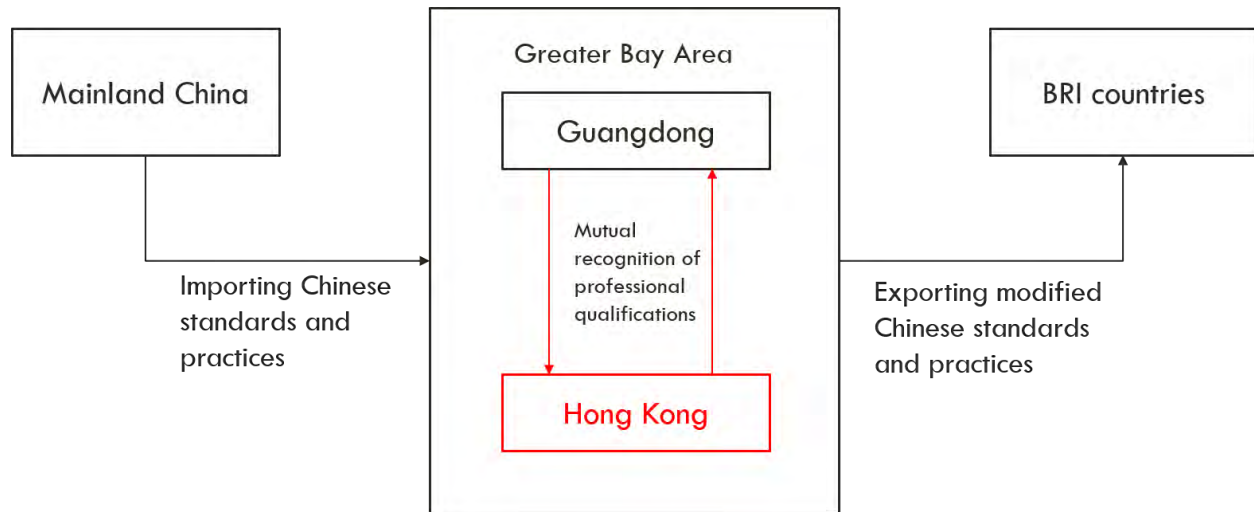 Mainland China
Importing Chinese
standards and
practices
Greater Bay Area
Guangdong
Mutual
recognition of
professional
qualifications
Hong Kong
BRI countries
Exporting modified
Chinese standards
and practices